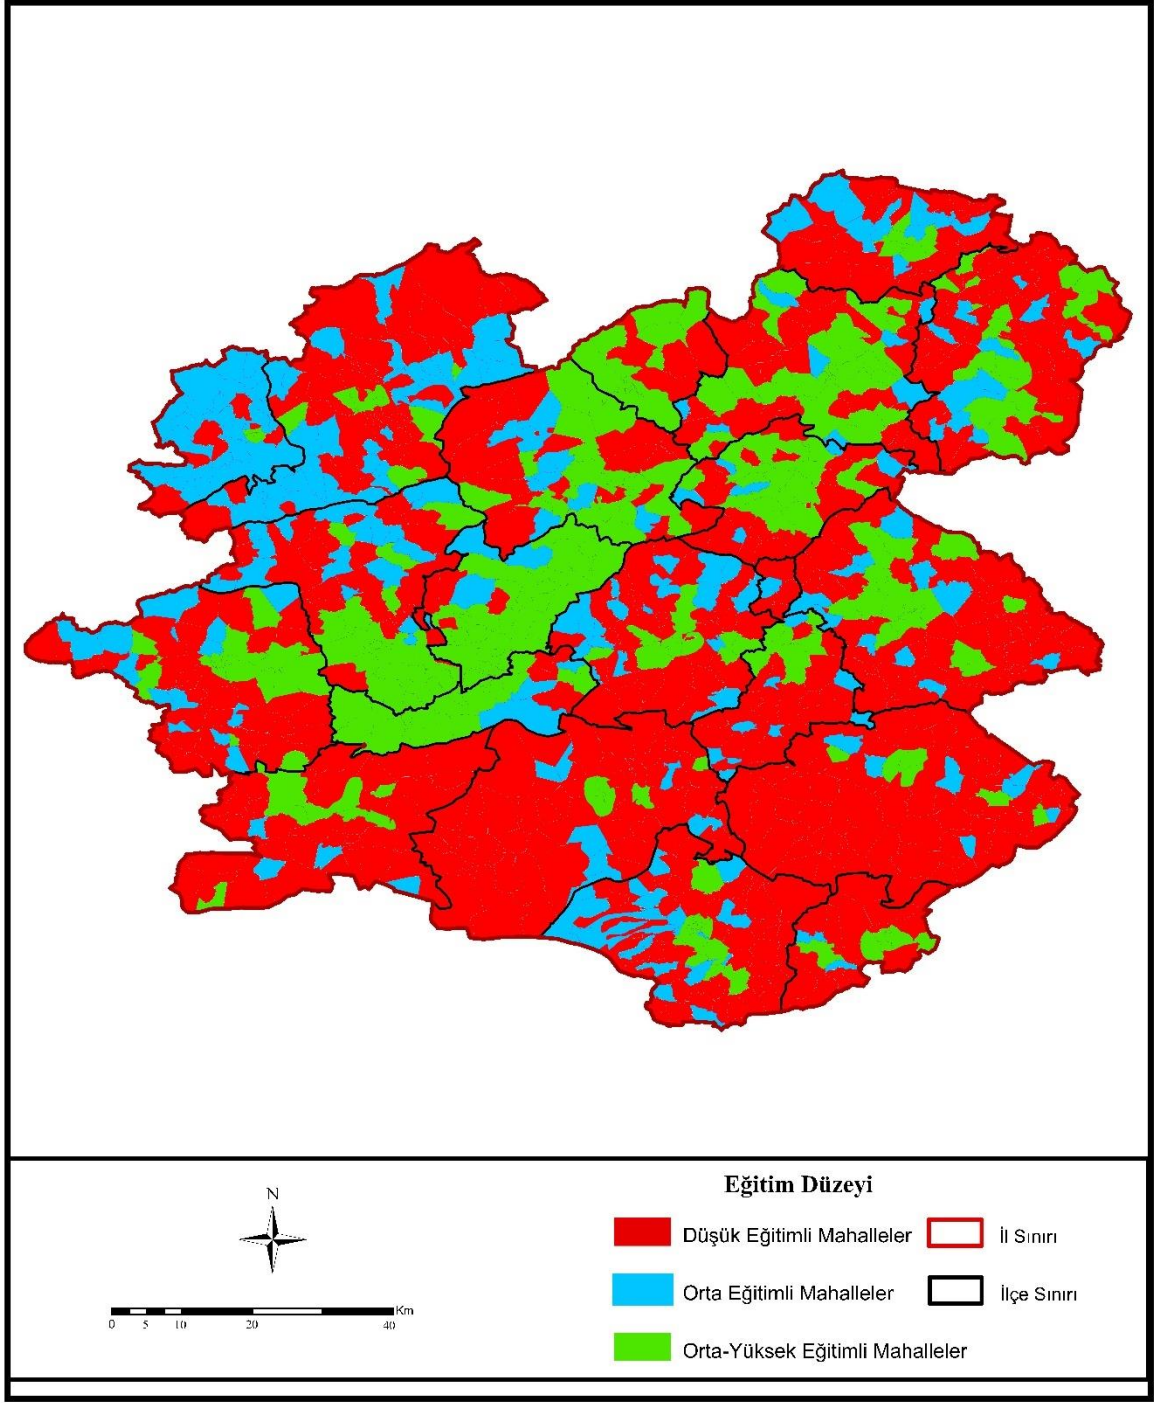 N
Km
0 5 10 20 40
Eğitim Düzeyi
Düşük Eğitimli Mahalleler
İl Sınırı
Orta Eğitimli Mahalleler
İlçe Sınırı
Orta-Yüksek Eğitimli Mahalleler